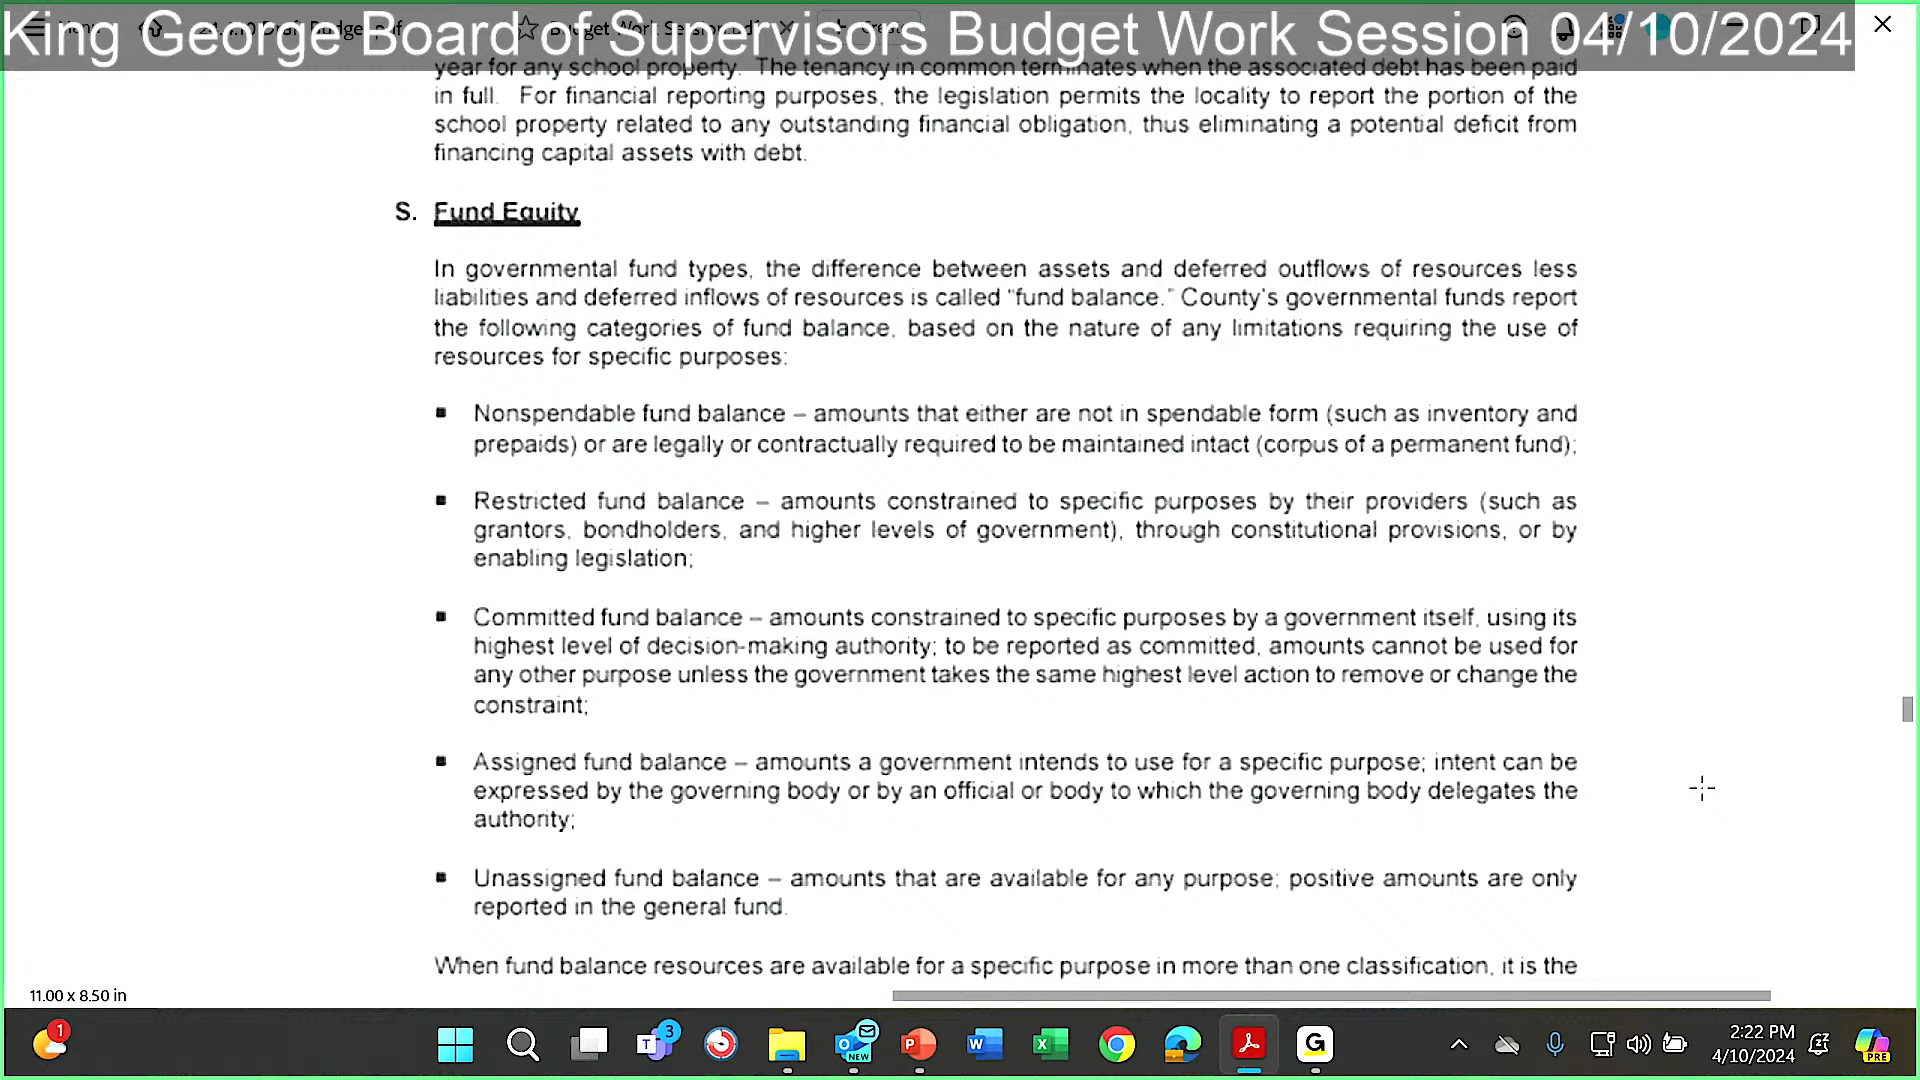 King George Board of Supervisors Budget Work Session 04/10/2024
year for any school property. The tenancy in common terminates when the associated debt has been paid
in full. For financial reporting purposes, the legislation permits the locality to report the portion of the
school property related to any outstanding financial obligation, thus eliminating a potential deficit from
financing capital assets with debt.
S. Fund Equity
In governmental fund types, the difference between assets and deferred outflows of resources less
liabilities and deferred inflows of resources is called "fund balance." County's governmental funds report
the following categories of fund balance, based on the nature of any limitations requiring the use of
resources for specific purposes:
▪ Nonspendable fund balance – amounts that either are not in spendable form (such as inventory and
prepaids) or are legally or contractually required to be maintained intact (corpus of a permanent fund);
▪ Restricted fund balance – amounts constrained to specific purposes by their providers (such as
grantors, bondholders, and higher levels of government), through constitutional provisions, or by
enabling legislation;
▪ Committed fund balance – amounts constrained to specific purposes by a government itself, using its
highest level of decision-making authority; to be reported as committed, amounts cannot be used for
any other purpose unless the government takes the same highest level action to remove or change the
constraint;
▪ Assigned fund balance – amounts a government intends to use for a specific purpose; intent can be
expressed by the governing body or by an official or body to which the governing body delegates the
authority;
▪ Unassigned fund balance – amounts that are available for any purpose; positive amounts are only
reported in the general fund.
When fund balance resources are available for a specific purpose in more than one classification, it is the
11.00 x 8.50 in
1
3
NEW
2:22 PM
4/10/2024
PRE